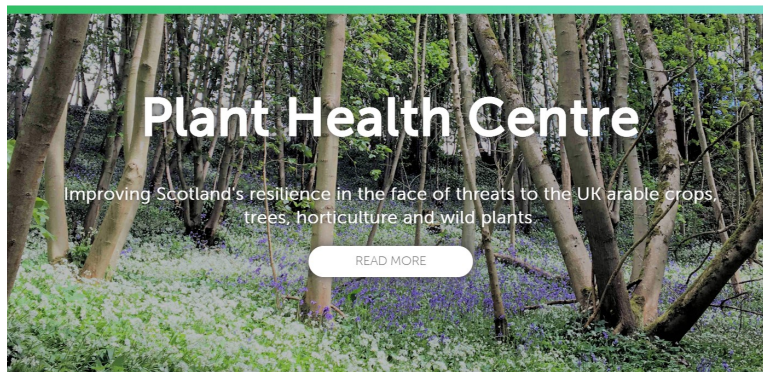 Plant Health Centre
Improving Scotland's resilience in the face of threats to the UK arable crops,
trees, horticulture and wild plants
READ MORE